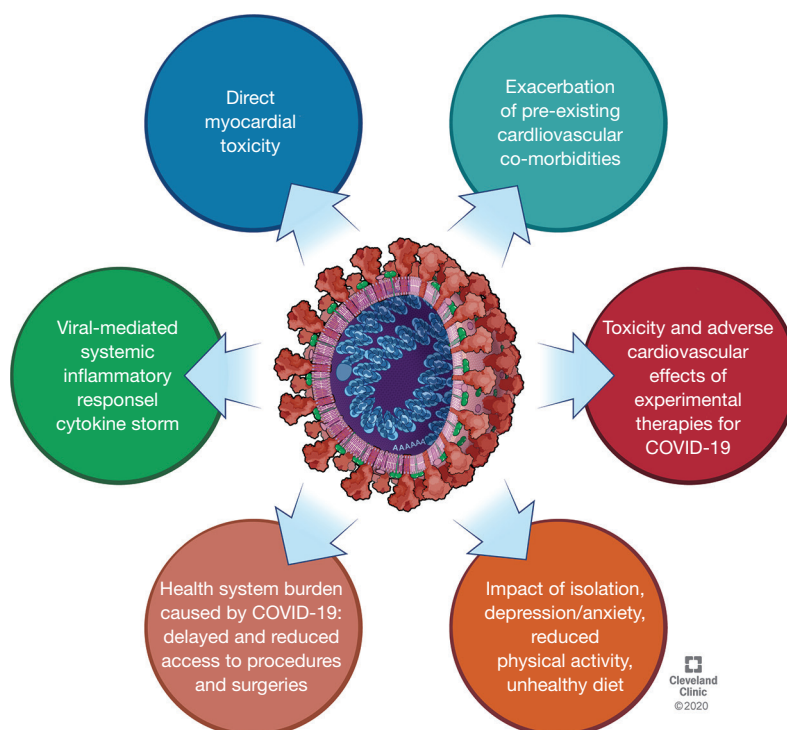 Direct
myocardial
toxicity
Exacerbation
of pre-existing
cardliovascular
co-morbidities
Viral-mediated
systemic
inflammatory
responsel
cytokine storm
Toxicity and adverse
cardiovascular
effects of
experimental
therapies for
COVID-19
AAAAAA
Health system burden
caused by COVID-19:
delayed and reduced
access to procedures
and surgeries
Impact of isolation,
depression/anxiety,
reduced
physical activity,
unhealthy diet
Cleveland
Clinic
©2020